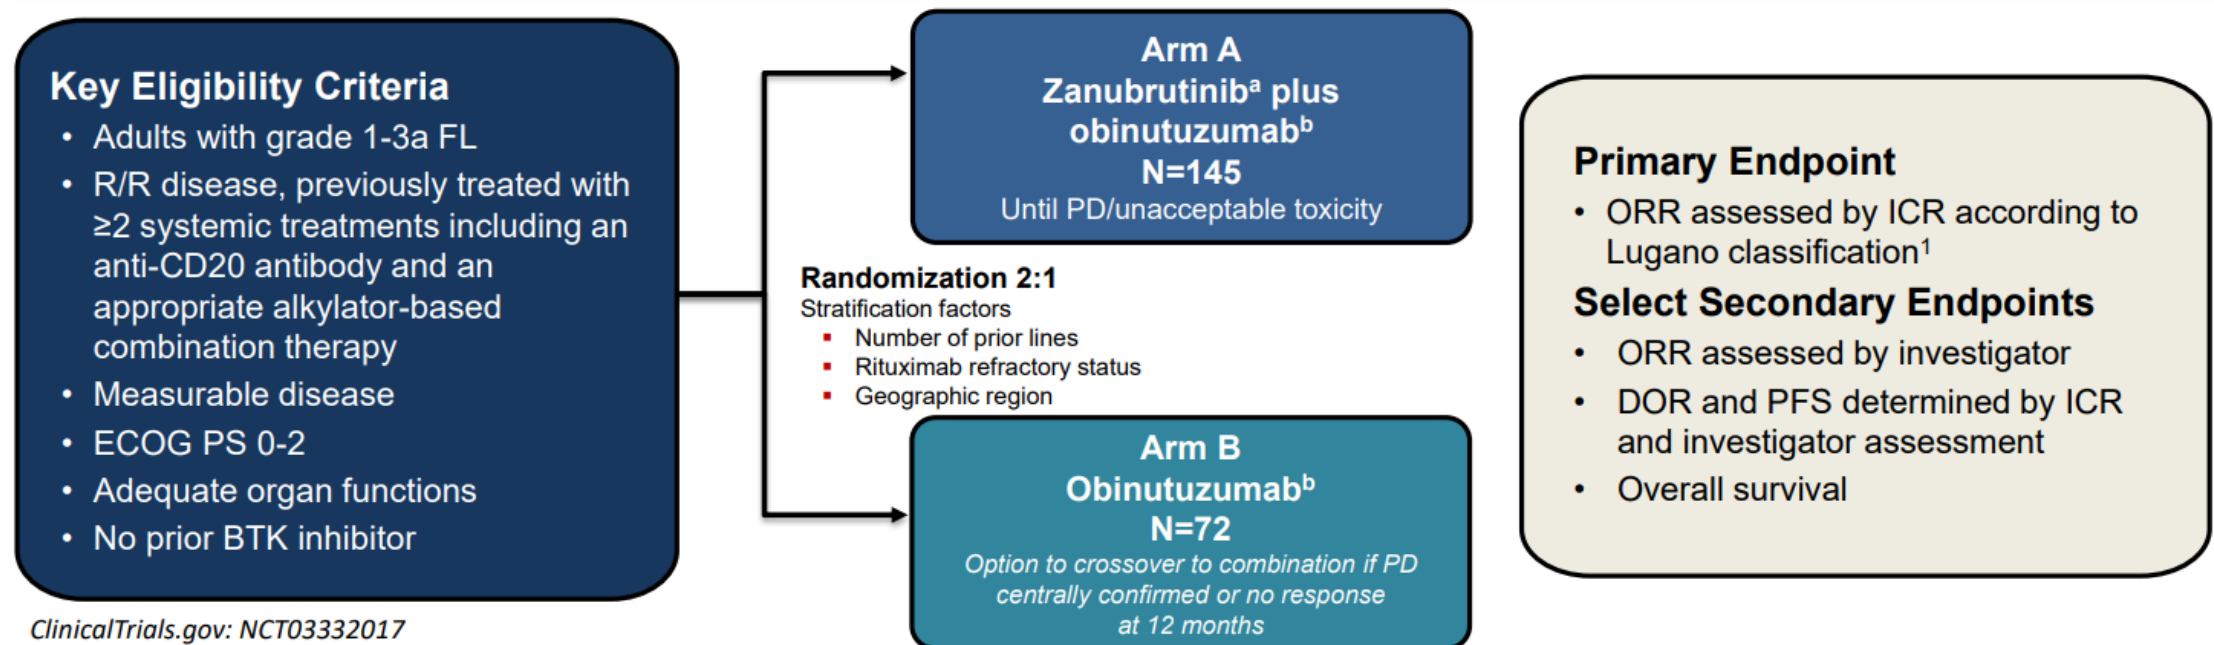 Key Eligibility Criteria
• Adults with grade 1-3a FL
• R/R disease, previously treated with
≥2 systemic treatments including an
anti-CD20 antibody and an
appropriate alkylator-based
combination therapy
• Measurable disease
• ECOG PS 0-2
• Adequate organ functions
• No prior BTK inhibitor
ClinicalTrials.gov: NCT03332017
Arm A
Zanubrutinibᵃ plus
obinutuzumabᵇ
N=145
Until PD/unacceptable toxicity
Randomization 2:1
Stratification factors
▪ Number of prior lines
▪ Rituximab refractory status
▪ Geographic region
Arm B
Obinutuzumabᵇ
N=72
Option to crossover to combination if PD
centrally confirmed or no response
at 12 months
Primary Endpoint
• ORR assessed by ICR according to
Lugano classification¹
Select Secondary Endpoints
• ORR assessed by investigator
• DOR and PFS determined by ICR
and investigator assessment
• Overall survival